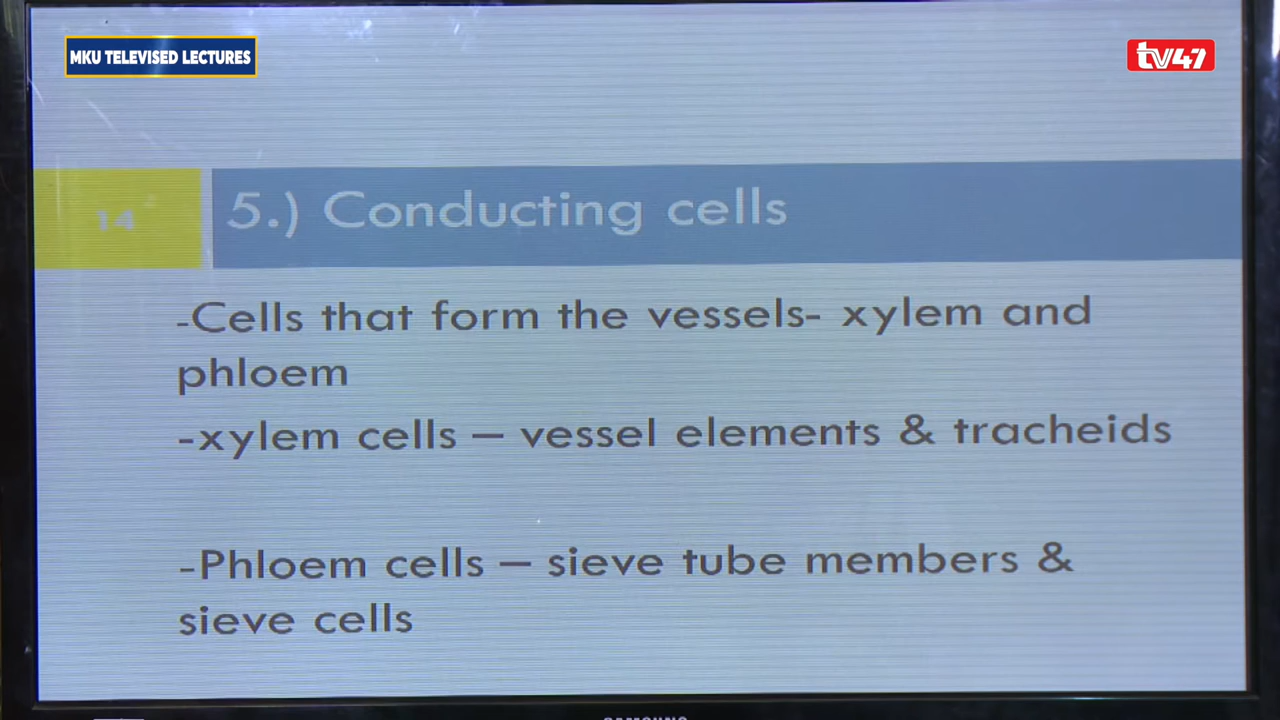 MKU TELEVISED LECTURES
tv47
14
5.) Conducting cells
-Cells that form the vessels- xylem and
phloem
-xylem cells – vessel elements & tracheids
-Phloem cells – sieve tube members &
sieve cells
SAMSUNG